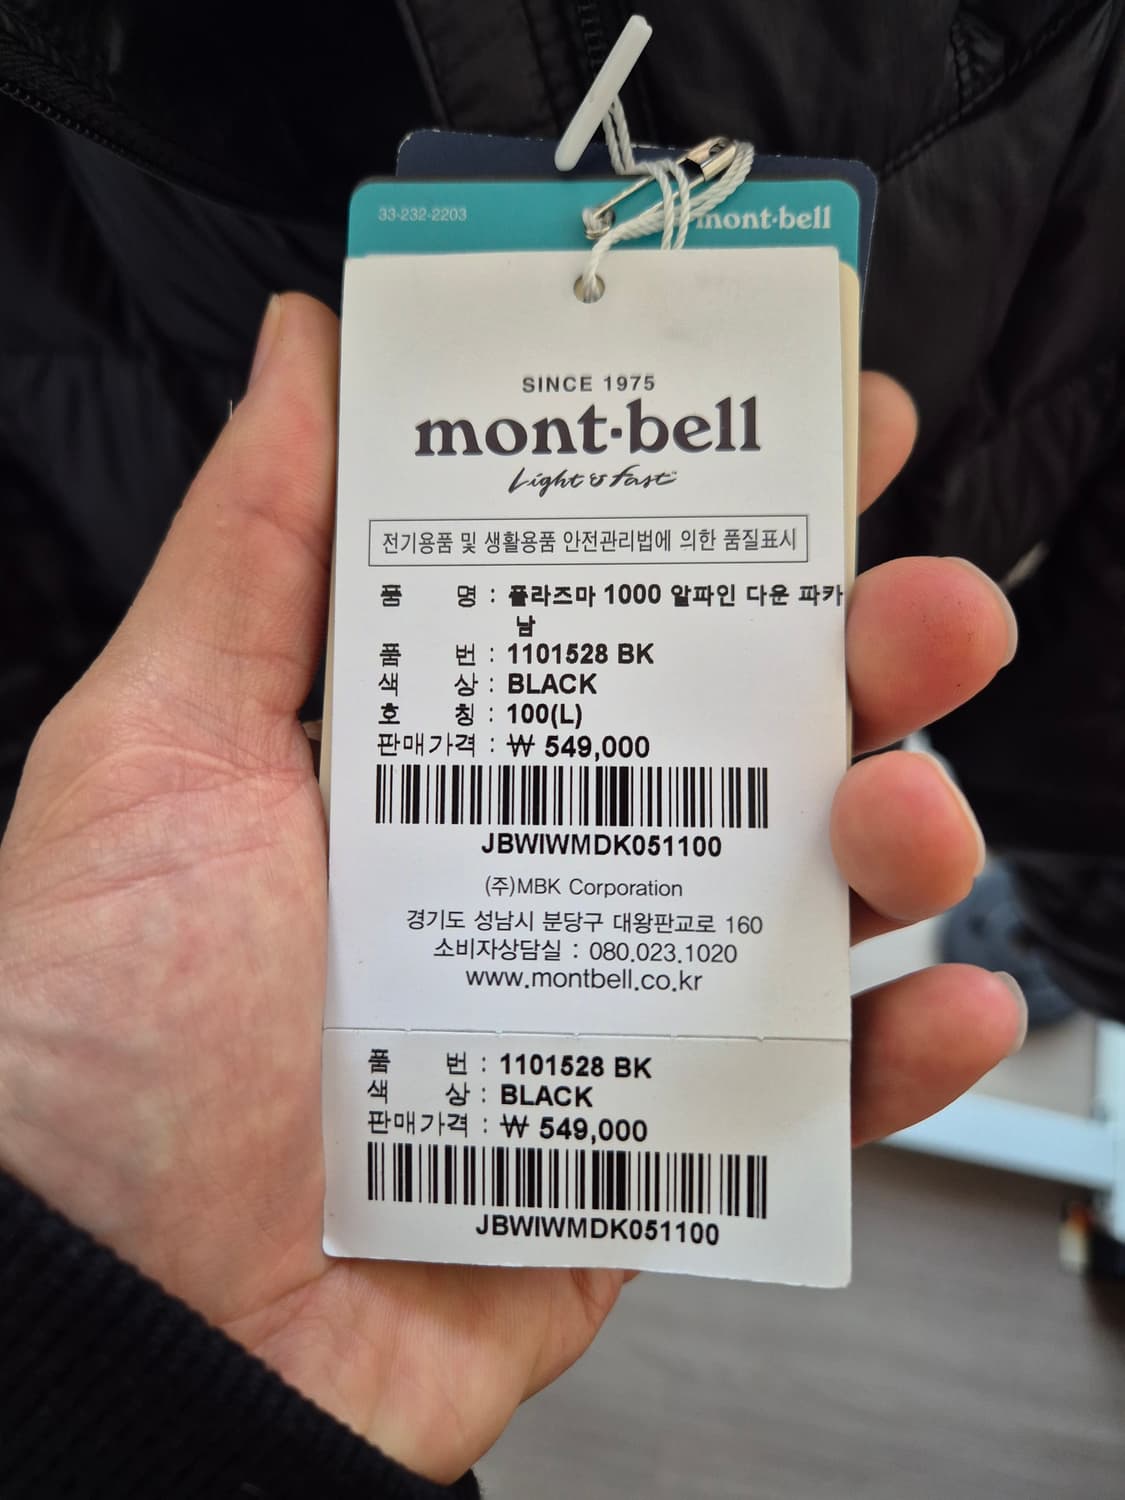 33-232-2203
mont·bell
SINCE 1975
mont·bell
Light & Fast
전기용품 및 생활용품 안전관리법에 의한 품질표시
품 명 : 플라즈마 1000 알파인 다운 파카
남
품 번 : 1101528 BK
색 상 : BLACK
호 칭 : 100(L)
판매가격 : ₩ 549,000
JBWIWMDK051100
(주)MBK Corporation
경기도 성남시 분당구 대왕판교로 160
소비자상담실 : 080.023.1020
www.montbell.co.kr
품 번 : 1101528 BK
색 상 : BLACK
판매가격 : ₩ 549,000
JBWIWMDK051100